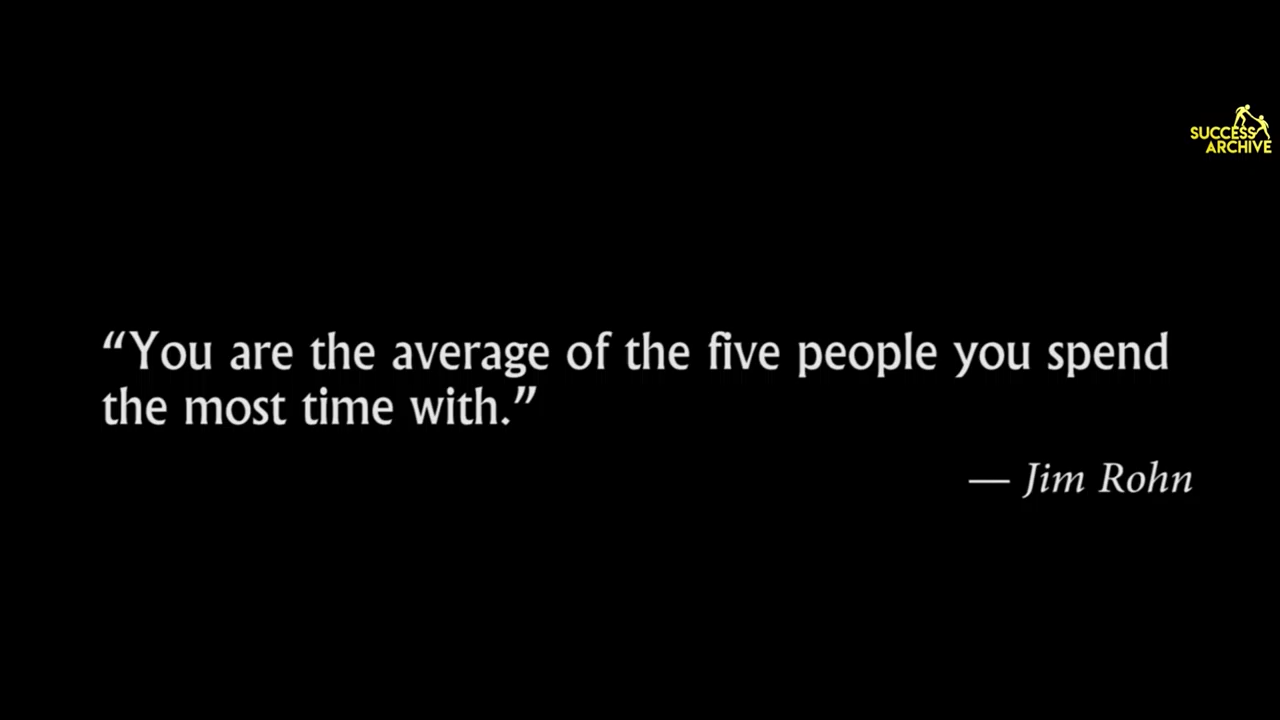 SUCCESS
ARCHIVE
“You are the average of the five people you spend
the most time with.”
— Jim Rohn